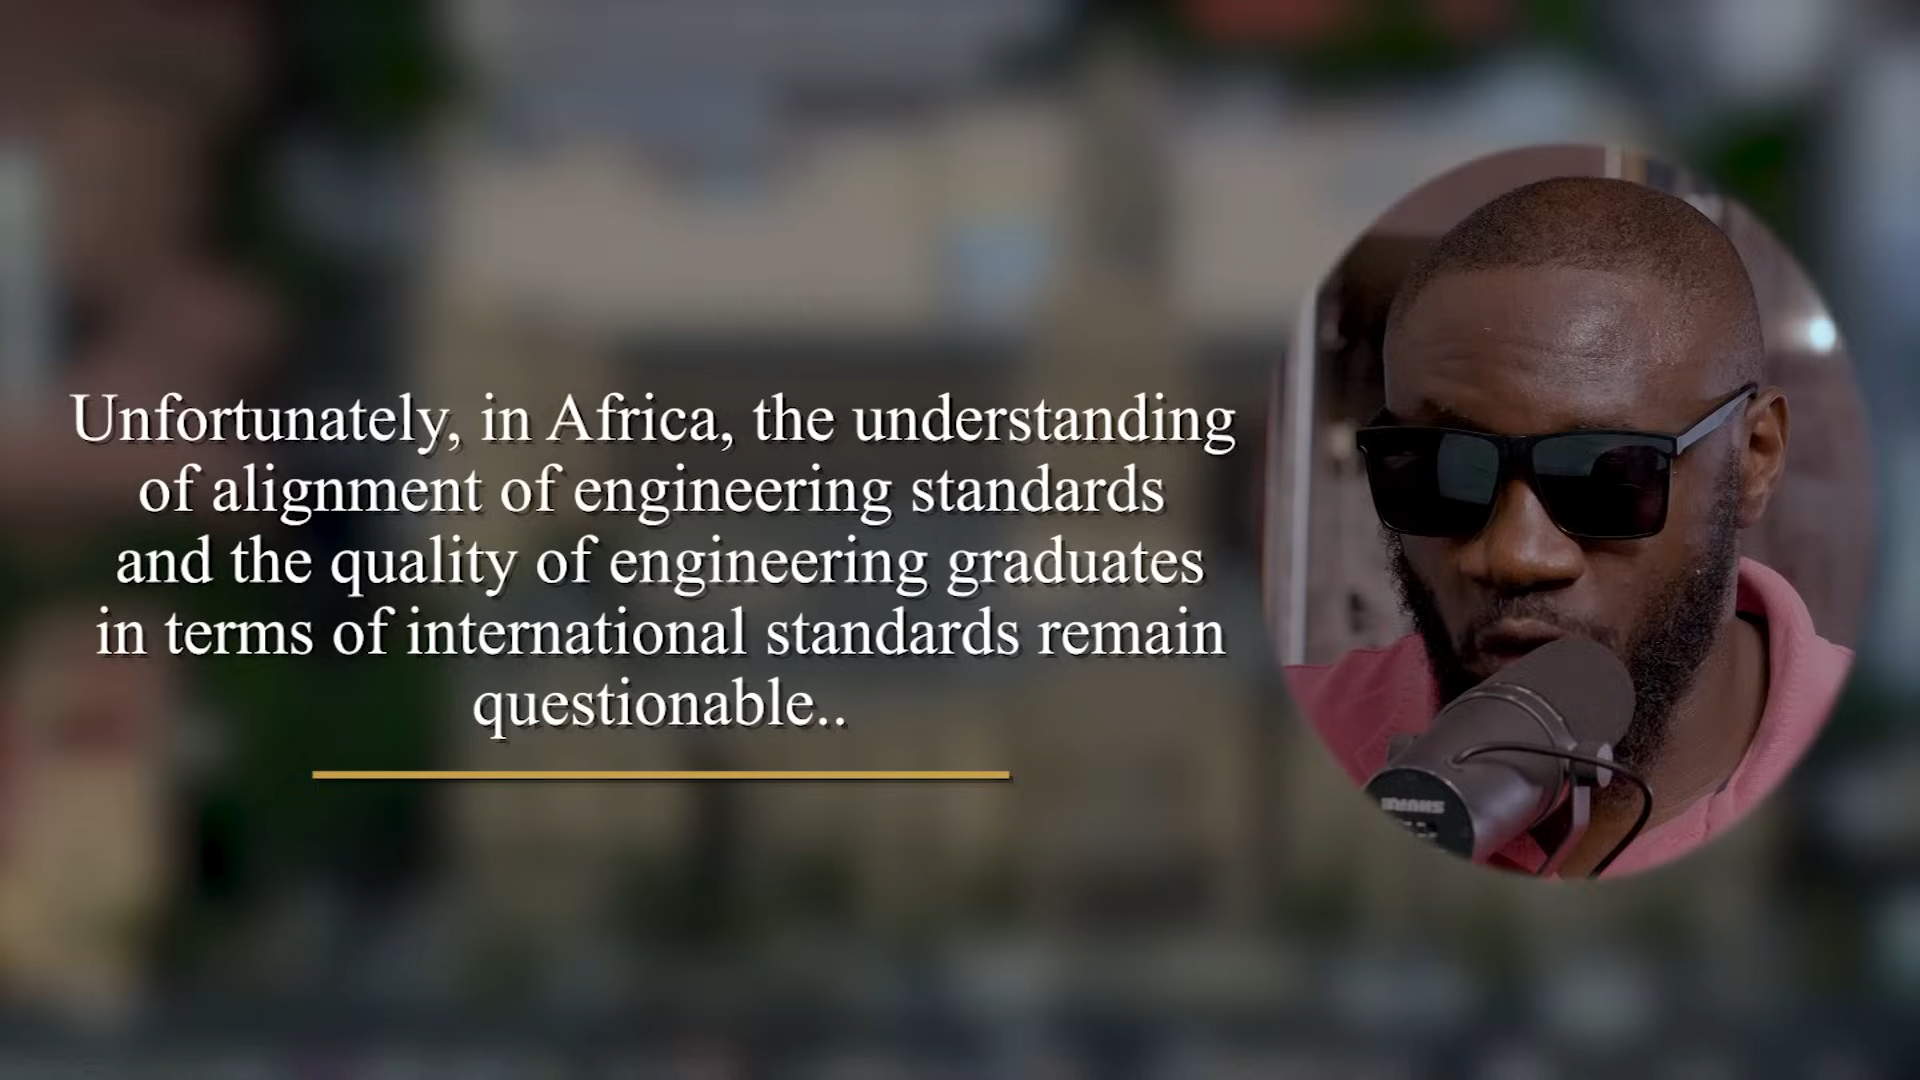 Unfortunately, in Africa, the understanding
of alignment of engineering standards
and the quality of engineering graduates
in terms of international standards remain
questionable..
SHURE